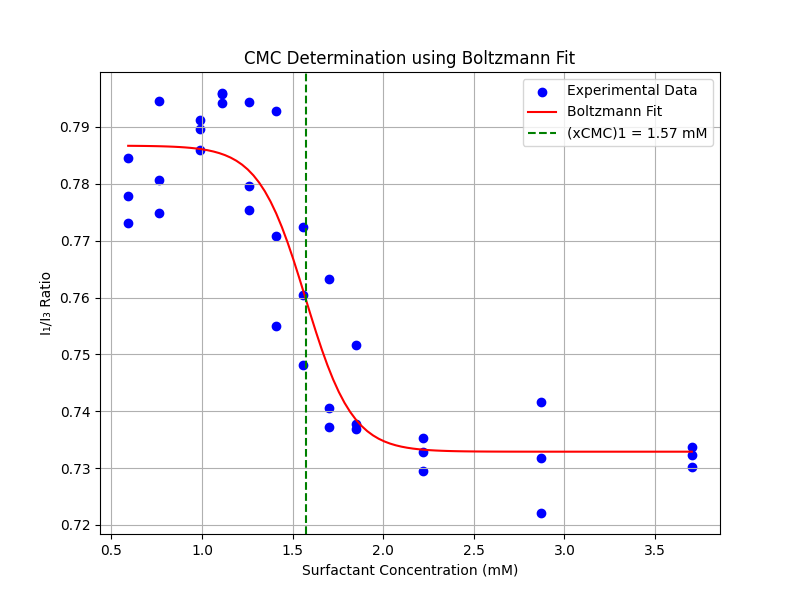 CMC Determination using Boltzmann Fit
Experimental Data
Boltzmann Fit
(xCMC)1 = 1.57 mM
I₁/I₃ Ratio
0.79
0.78
0.77
0.76
0.75
0.74
0.73
0.72
0.5 1.0 1.5 2.0 2.5 3.0 3.5
Surfactant Concentration (mM)